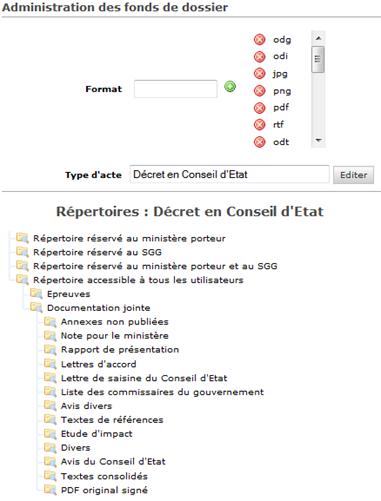 Administration des fonds de dossier
odg
odi
jpg
Format
png
pdf
rtf
odt
Type d'acte Décret en Conseil d'Etat Editer
Répertoires : Décret en Conseil d'Etat
Répertoire réservé au ministère porteur
Répertoire réservé au SGG
Répertoire réservé au ministère porteur et au SGG
Répertoire accessible à tous les utilisateurs
Epreuves
Documentation jointe
Annexes non publiées
Note pour le ministère
Rapport de présentation
Lettres d'accord
Lettre de saisine du Conseil d'Etat
Liste des commissaires du gouvernement
Avis divers
Textes de références
Etude d'impact
Divers
Avis du Conseil d'Etat
Textes consolidés
PDF original signé